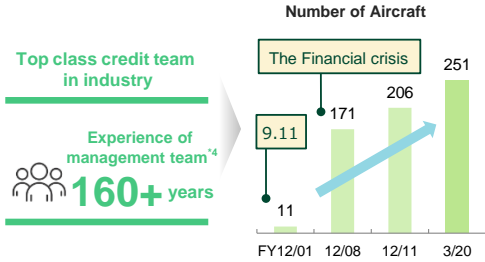 Number of Aircraft
Top class credit team
in industry
Experience of
management team*4
160+ years
The Financial crisis
9.11
11
171
206
251
FY12/01
12/08
12/11
3/20